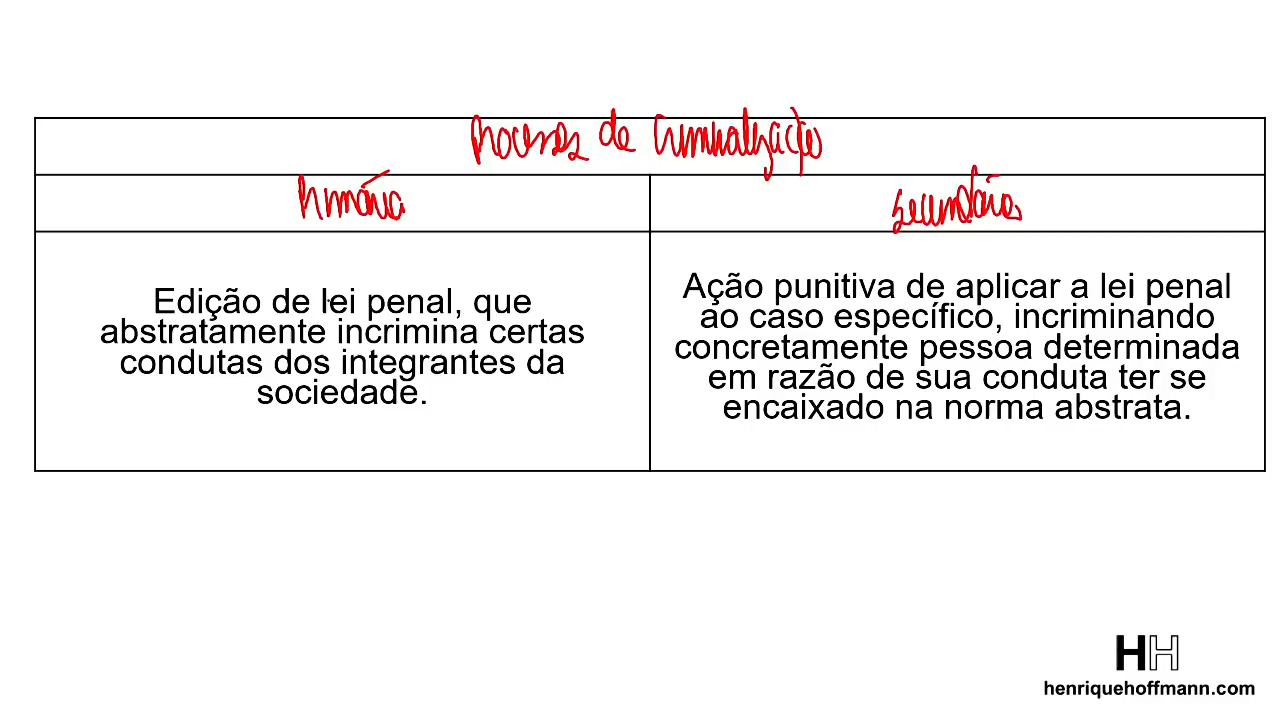 Processos de Criminalização
Primária
Secundária
Edição de lei penal, que
abstratamente incrimina certas
condutas dos integrantes da
sociedade.
Ação punitiva de aplicar a lei penal
ao caso específico, incriminando
concretamente pessoa determinada
em razão de sua conduta ter se
encaixado na norma abstrata.
HH
henriquehoffmann.com